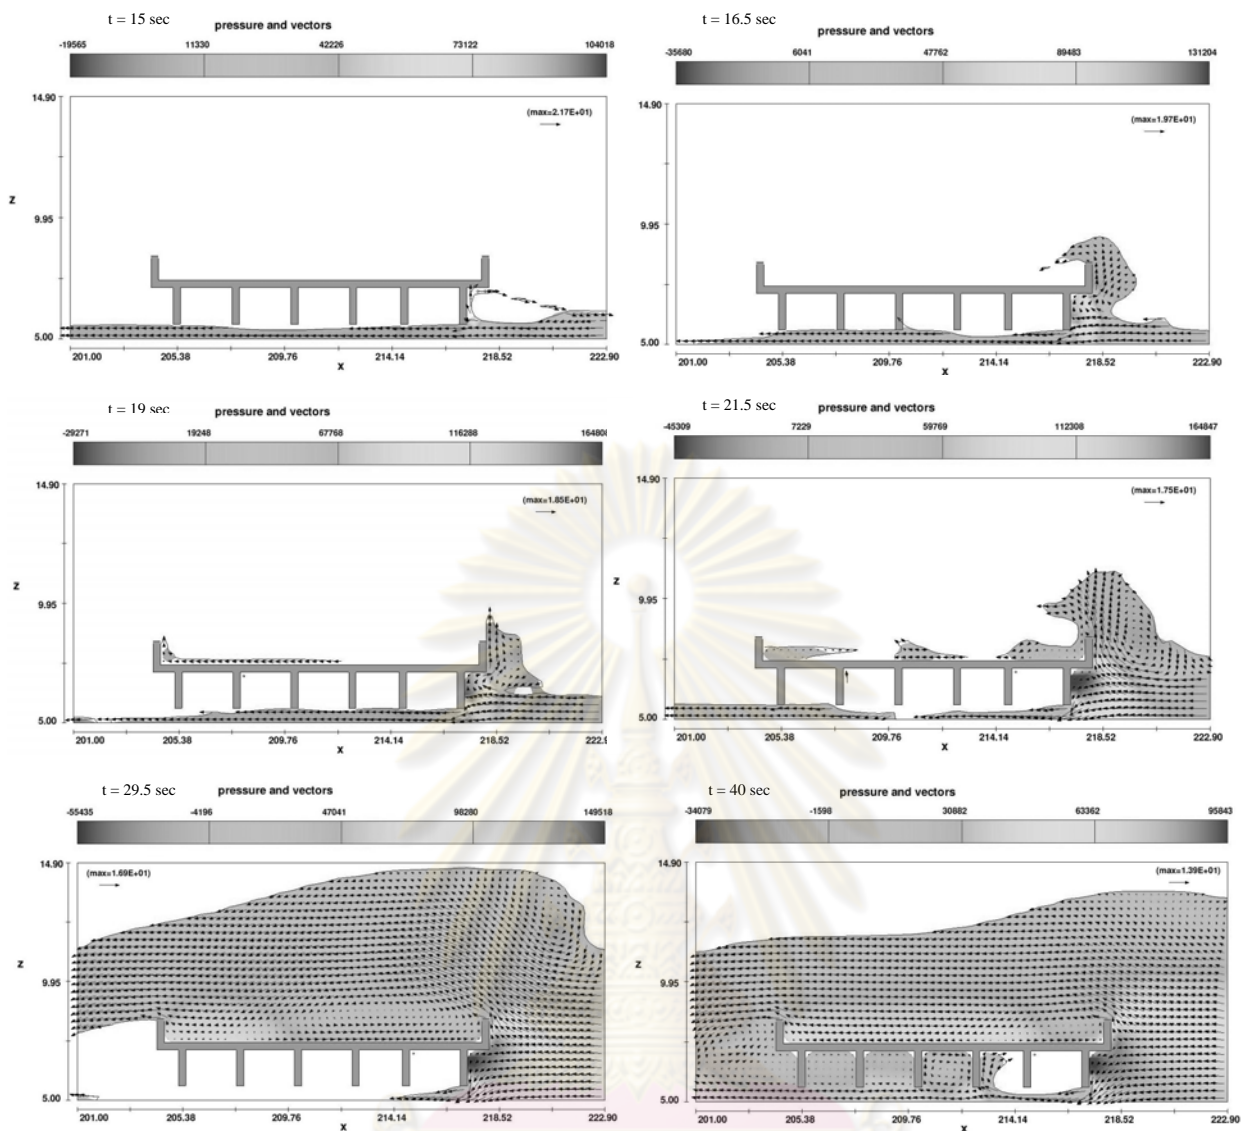 t = 15 sec
pressure and vectors
-19565 11330 42226 73122 104018
14.90
(max=2.17E+01)
z
9.95
5.00
201.00 205.38 209.76 214.14 218.52 222.90
x
t = 16.5 sec
pressure and vectors
-35680 6041 47762 89483 131204
14.90
(max=1.97E+01)
9.95
5.00
201.00 205.38 209.76 214.14 218.52 222.90
x
t = 19 sec
pressure and vectors
-29271 19248 67768 116288 164808
14.90
(max=1.85E+01)
9.95
z
5.00
201.00 205.38 209.76 214.14 218.52 222.9
x
t = 21.5 sec
pressure and vectors
-45309 7229 59769 112308 164847
14.90
(max=1.75E+01)
z
9.95
5.00
201.00 205.38 209.76 214.14 218.52 222.90
x
t = 29.5 sec
pressure and vectors
-55435 -4196 47041 98280 149518
14.90
(max=1.69E+01)
z
9.95
5.00
201.00 205.38 209.76 214.14 218.52 222.90
x
t = 40 sec
pressure and vectors
-34079 -1598 30882 63362 95843
14.90
(max=1.39E+01)
z
9.95
5.00
201.00 205.38 209.76 214.14 218.52 222.90
x